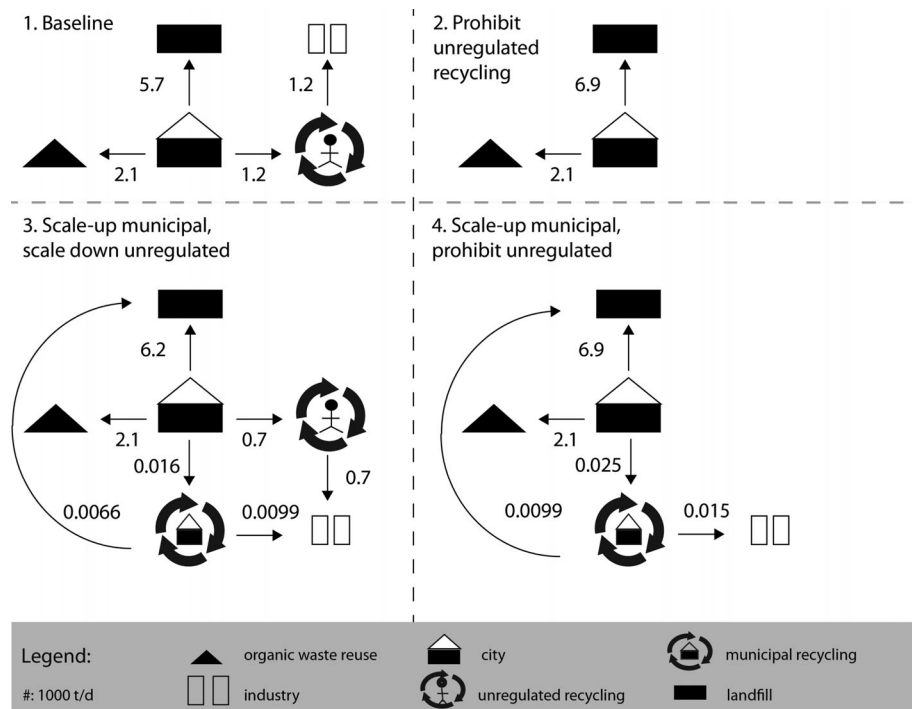 1. Baseline
5.7
1.2
2.1
1.2
2. Prohibit
unregulated
recycling
6.9
2.1
3. Scale-up municipal,
scale down unregulated
6.2
2.1
0.7
0.016
0.7
0.0066
0.0099
4. Scale-up municipal,
prohibit unregulated
6.9
2.1
0.025
0.0099
0.015
Legend:
#: 1000 t/d
organic waste reuse
city
municipal recycling
industry
unregulated recycling
landfill